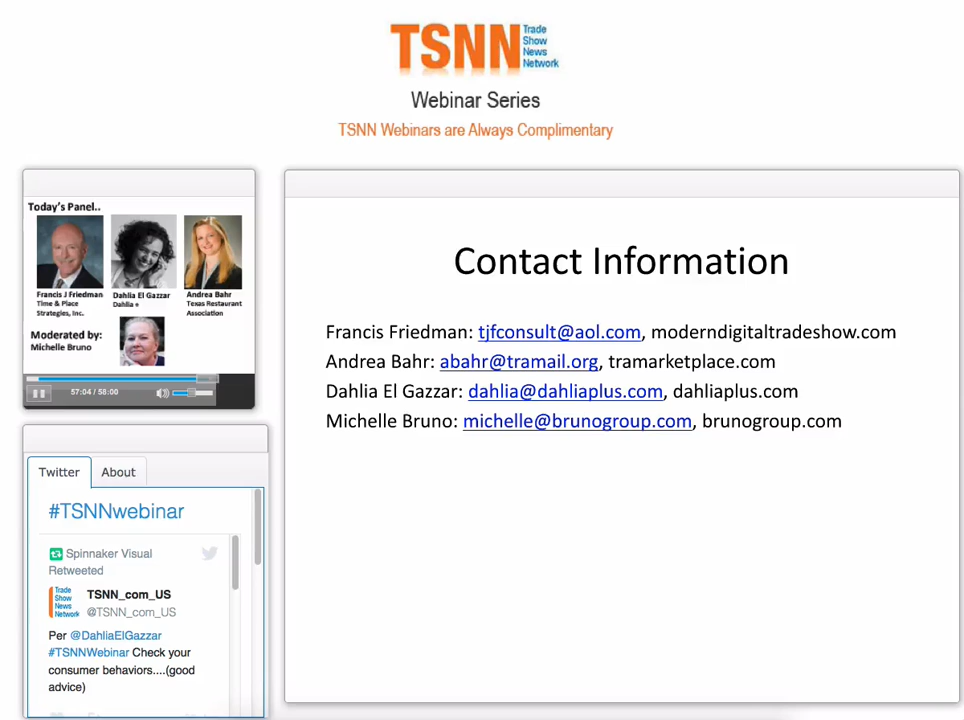 TSNN Trade Show News Network
Webinar Series
TSNN Webinars are Always Complimentary
Today's Panel..
Francis J Friedman
Time & Place
Strategies, Inc.
Dahlia El Gazzar
Dahlia +
Andrea Bahr
Texas Restaurant
Association
Moderated by:
Michelle Bruno
57:04 / 58:00
Contact Information
Francis Friedman: tjfconsult@aol.com, moderndigitaltradeshow.com
Andrea Bahr: abahr@tramail.org, tramarketplace.com
Dahlia El Gazzar: dahlia@dahliaplus.com, dahliaplus.com
Michelle Bruno: michelle@brunogroup.com, brunogroup.com
Twitter About
#TSNNwebinar
Spinnaker Visual
Retweeted
Trade Show News Network
TSNN_com_US
@TSNN_com_US
Per @DahliaElGazzar
#TSNNWebinar Check your
consumer behaviors....(good
advice)